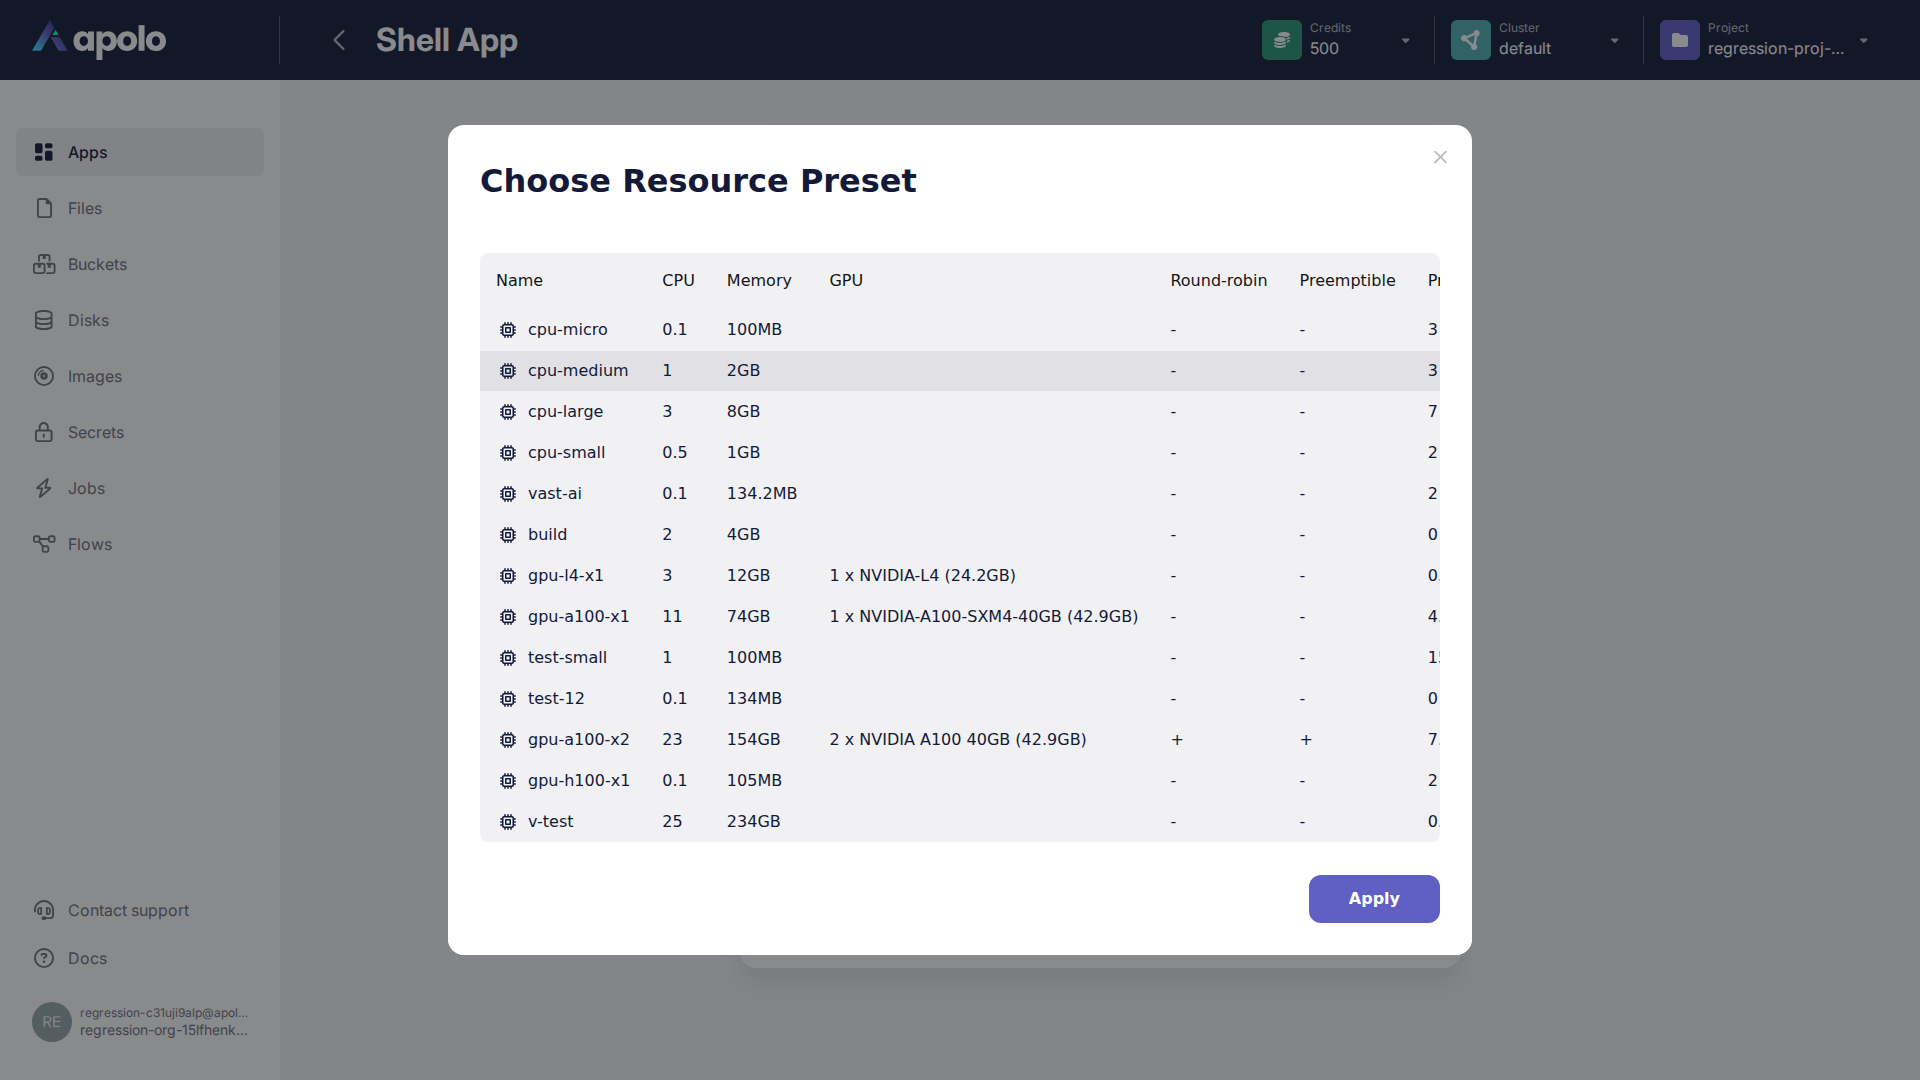 apolo
Shell App
Credits
500
Cluster
default
Project
regression-proj-...
Apps
Files
Buckets
Disks
Images
Secrets
Jobs
Flows
Contact support
Docs
RE
regression-c31uji9alp@apol...
regression-org-15lfhenk...
Choose Resource Preset
Name CPU Memory GPU Round-robin Preemptible
cpu-micro 0.1 100MB - - 3
cpu-medium 1 2GB - - 3
cpu-large 3 8GB - - 7
cpu-small 0.5 1GB - - 2
vast-ai 0.1 134.2MB - - 2
build 2 4GB - - 0
gpu-l4-x1 3 12GB 1 x NVIDIA-L4 (24.2GB) - - 0.
gpu-a100-x1 11 74GB 1 x NVIDIA-A100-SXM4-40GB (42.9GB) - - 4.
test-small 1 100MB - - 1
test-12 0.1 134MB - - 0
gpu-a100-x2 23 154GB 2 x NVIDIA A100 40GB (42.9GB) + + 7.
gpu-h100-x1 0.1 105MB - - 2
v-test 25 234GB - - 0.
Apply